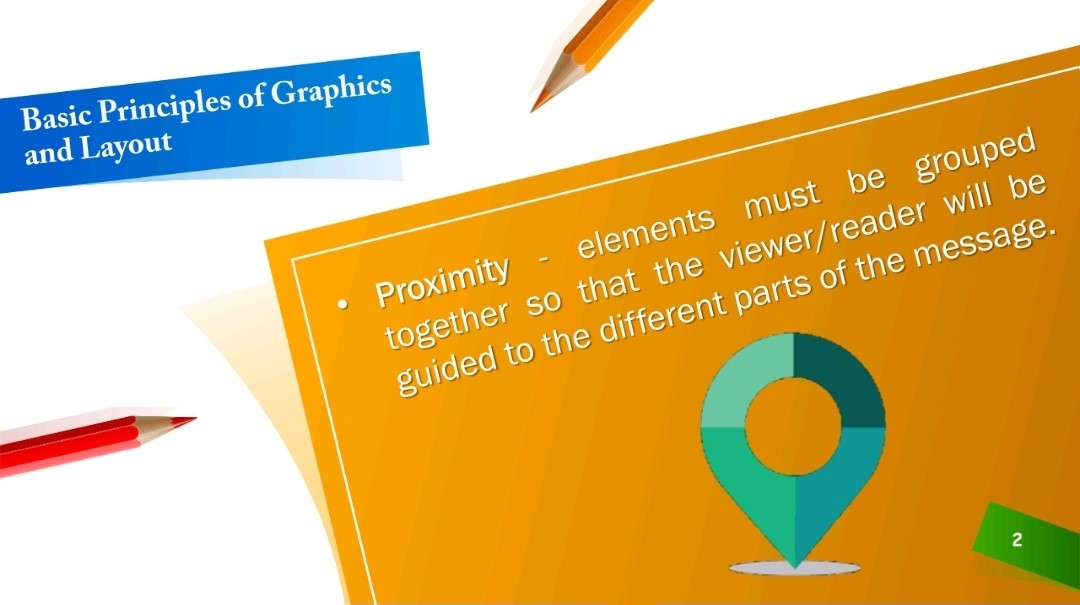 Basic Principles of Graphics
and Layout
• Proximity - elements must be grouped
together so that the viewer/reader will be
guided to the different parts of the message.
2